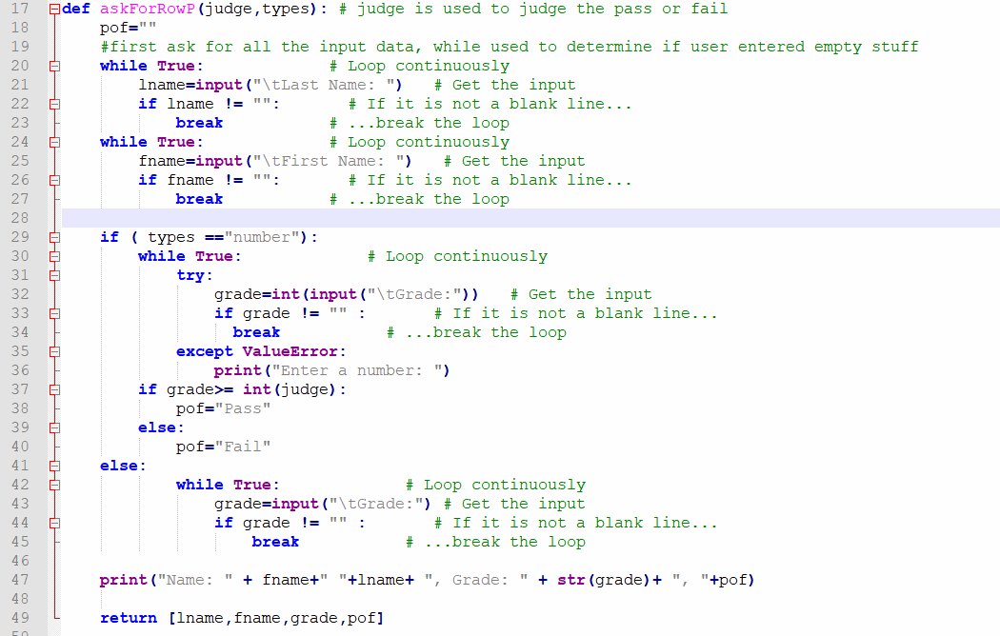 17 def askForRowP(judge,types): # judge is used to judge the pass or fail
18     pof=""
19     #first ask for all the input data, while used to determine if user entered empty stuff
20     while True:             # Loop continuously
21         lname=input("\tLast Name: ")   # Get the input
22         if lname != "":       # If it is not a blank line...
23             break           # ...break the loop
24     while True:             # Loop continuously
25         fname=input("\tFirst Name: ")   # Get the input
26         if fname != "":       # If it is not a blank line...
27             break           # ...break the loop
28
29     if ( types =="number"):
30         while True:             # Loop continuously
31             try:
32                 grade=int(input("\tGrade:"))   # Get the input
33                 if grade != "" :       # If it is not a blank line...
34                   break           # ...break the loop
35             except ValueError:
36                 print("Enter a number: ")
37         if grade>= int(judge):
38             pof="Pass"
39         else:
40             pof="Fail"
41     else:
42             while True:             # Loop continuously
43                 grade=input("\tGrade:") # Get the input
44                 if grade != "" :       # If it is not a blank line...
45                     break           # ...break the loop
46
47     print("Name: " + fname+" "+lname+ ", Grade: " + str(grade)+ ", "+pof)
48
49     return [lname,fname,grade,pof]